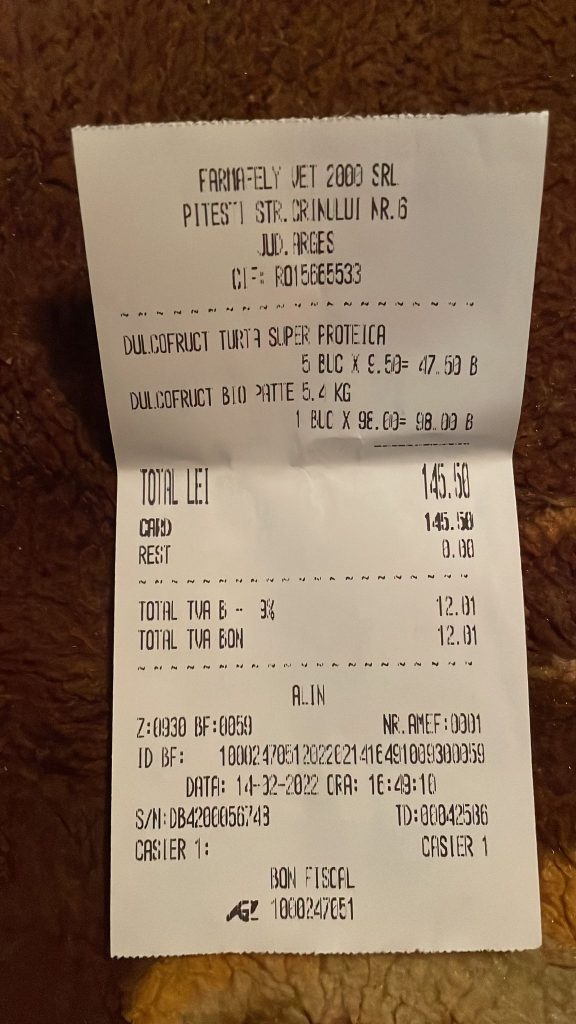 FARMAFELY VET 2000 SRL
PITESTI STR.CRINULUI NR.6
JUD.ARGES
CIF: RO15665533
DULCOFRUCT TURTA SUPER PROTEICA
5 BUC X 9.50= 47.50 B
DULCOFRUCT BIO PATTE 5.4 KG
1 BUC X 98.00= 98.00 B
TOTAL LEI 145.50
CARD 145.50
REST 0.00
TOTAL TVA B - 9% 12.01
TOTAL TVA BON 12.01
ALIN
Z:0930 BF:0059 NR.AMEF:0001
ID BF: 10002470512022021416491009300059
DATA: 14-02-2022 ORA: 16:49:10
S/N:DB4200056743 TD:00042586
CASIER 1: CASIER 1
BON FISCAL
1000247051